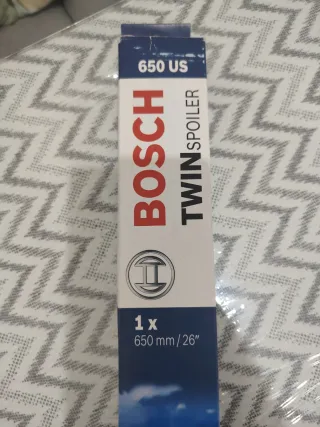 650 US
BOSCH
TWINSPOILER
1 x
650 mm / 26"